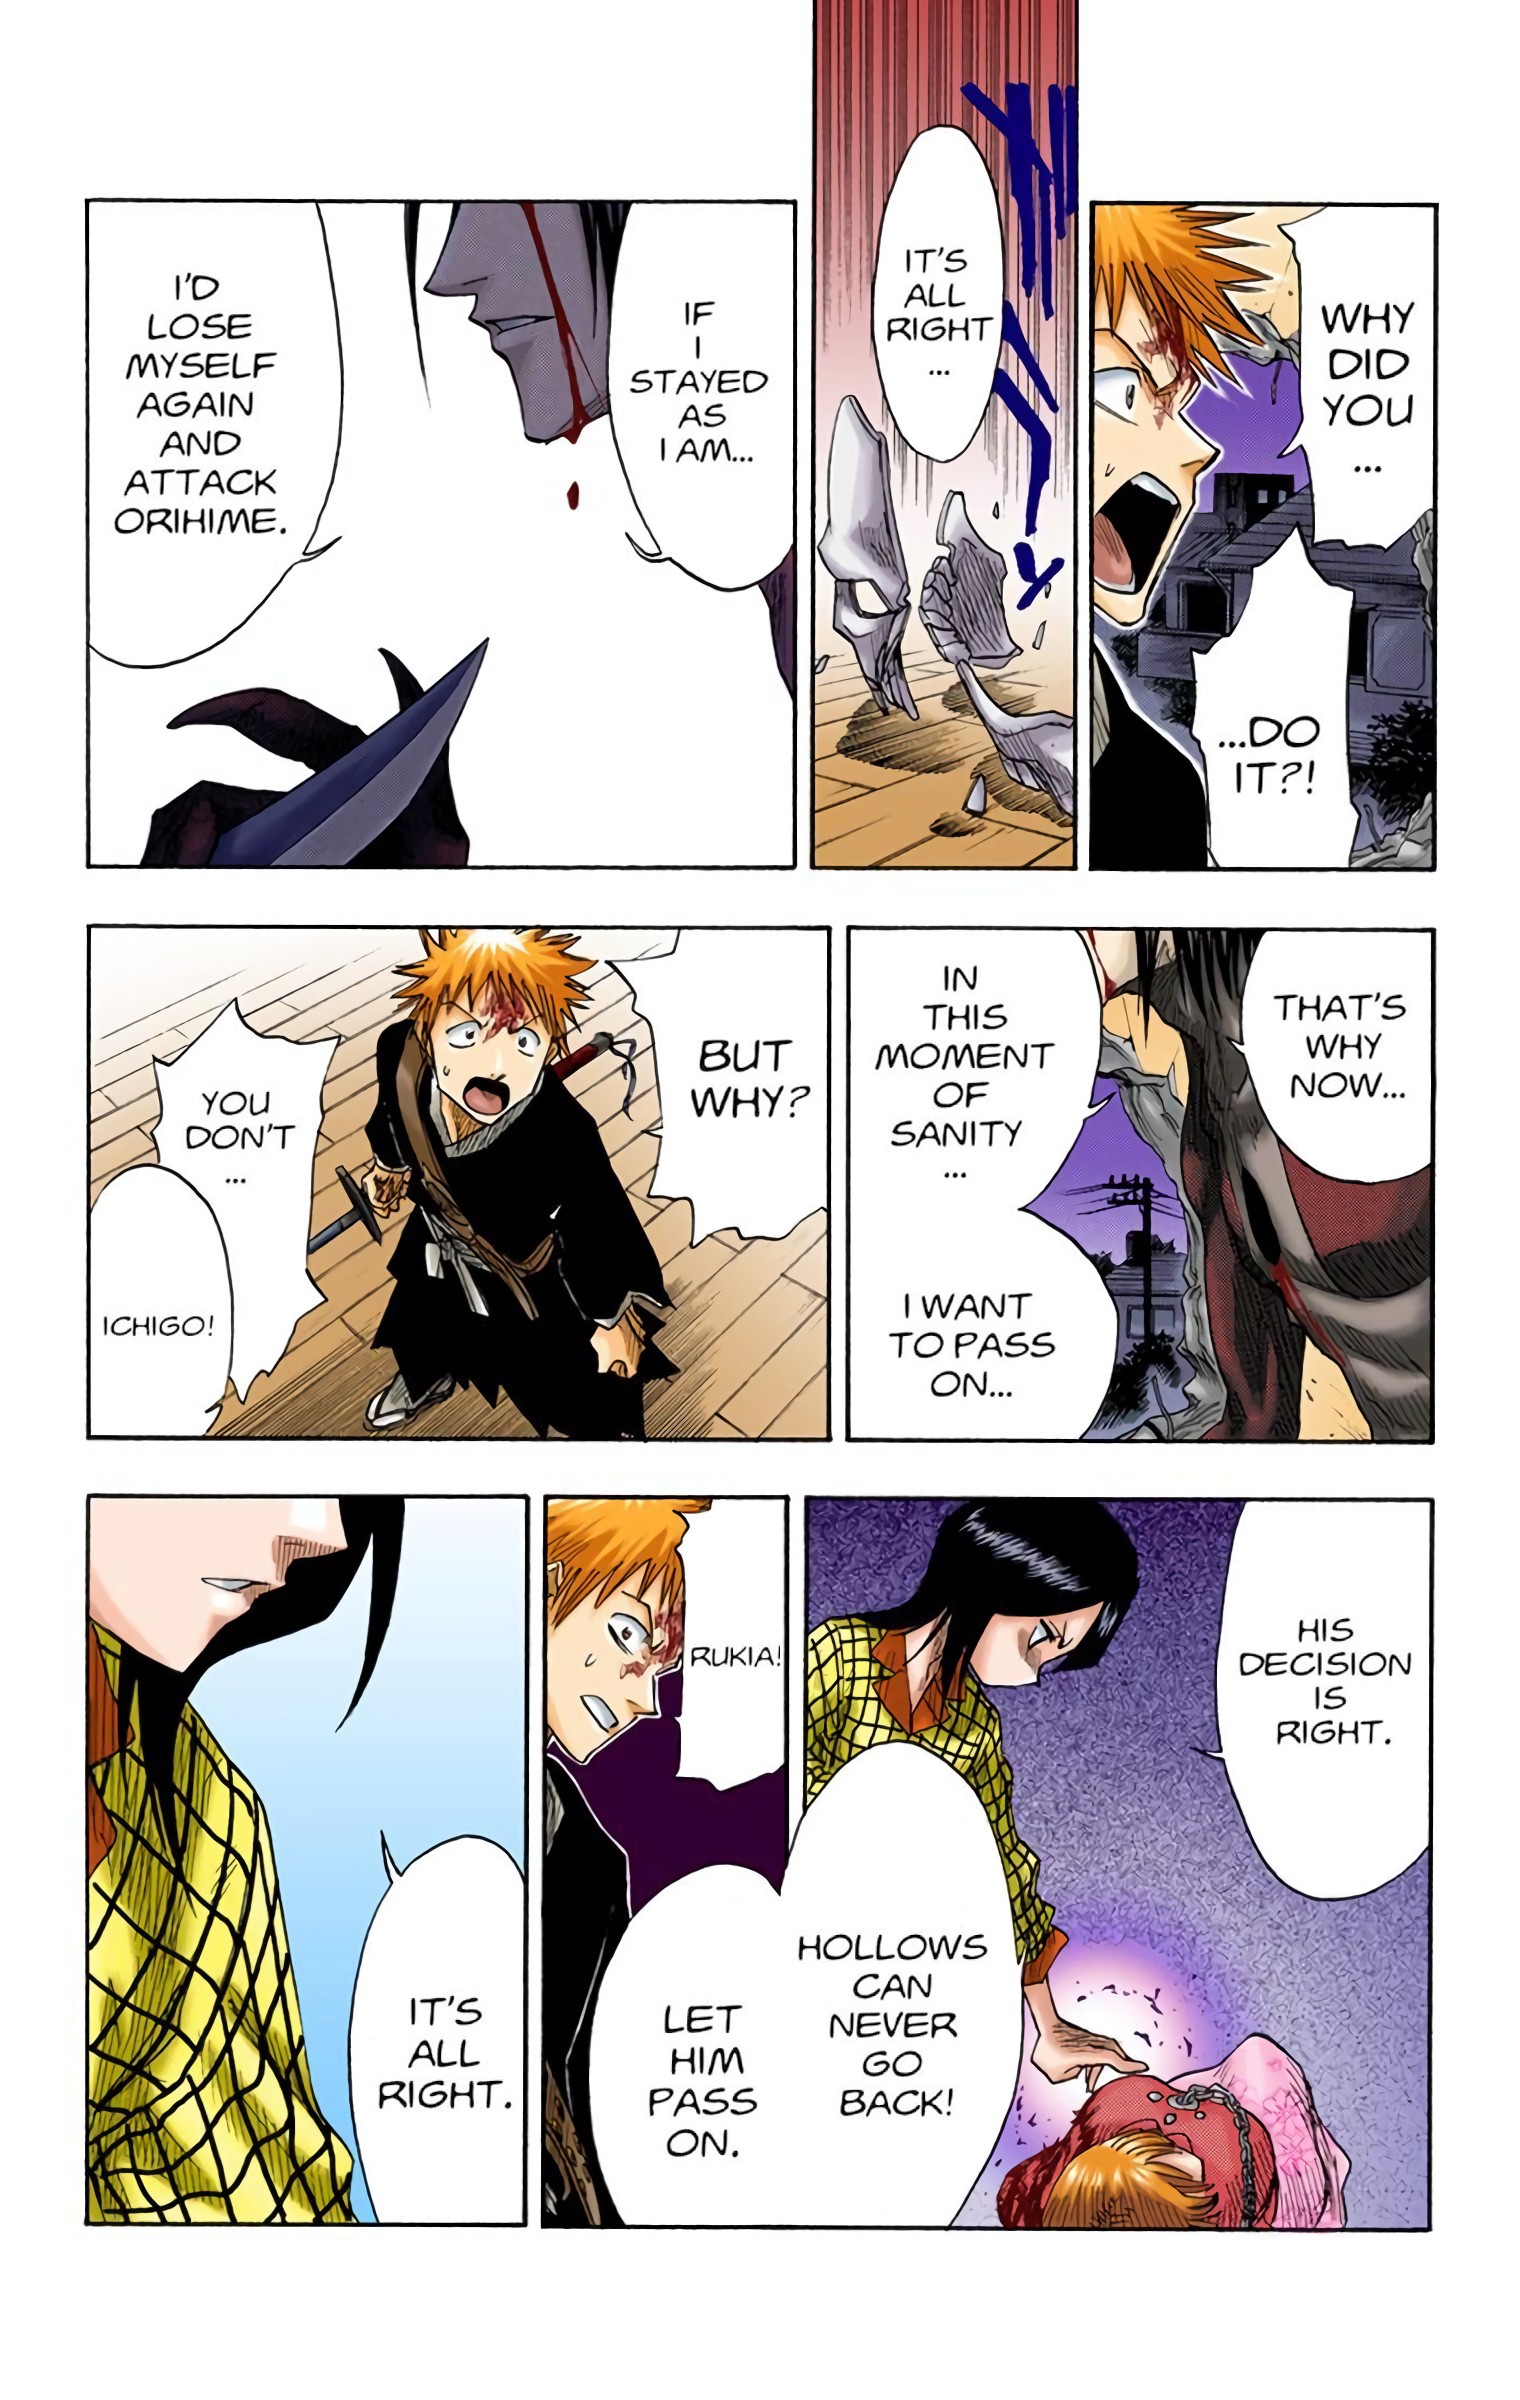 WHY
DID
YOU
...
...DO
IT?!
IT'S
ALL
RIGHT
...
IF
I
STAYED
AS
I AM...
I'D
LOSE
MYSELF
AGAIN
AND
ATTACK
ORIHIME.
THAT'S
WHY
NOW...
IN
THIS
MOMENT
OF
SANITY
...
I WANT
TO PASS
ON...
BUT
WHY?
YOU
DON'T
...
ICHIGO!
HIS
DECISION
IS
RIGHT.
HOLLOWS
CAN
NEVER
GO
BACK!
RUKIA!
LET
HIM
PASS
ON.
IT'S
ALL
RIGHT.